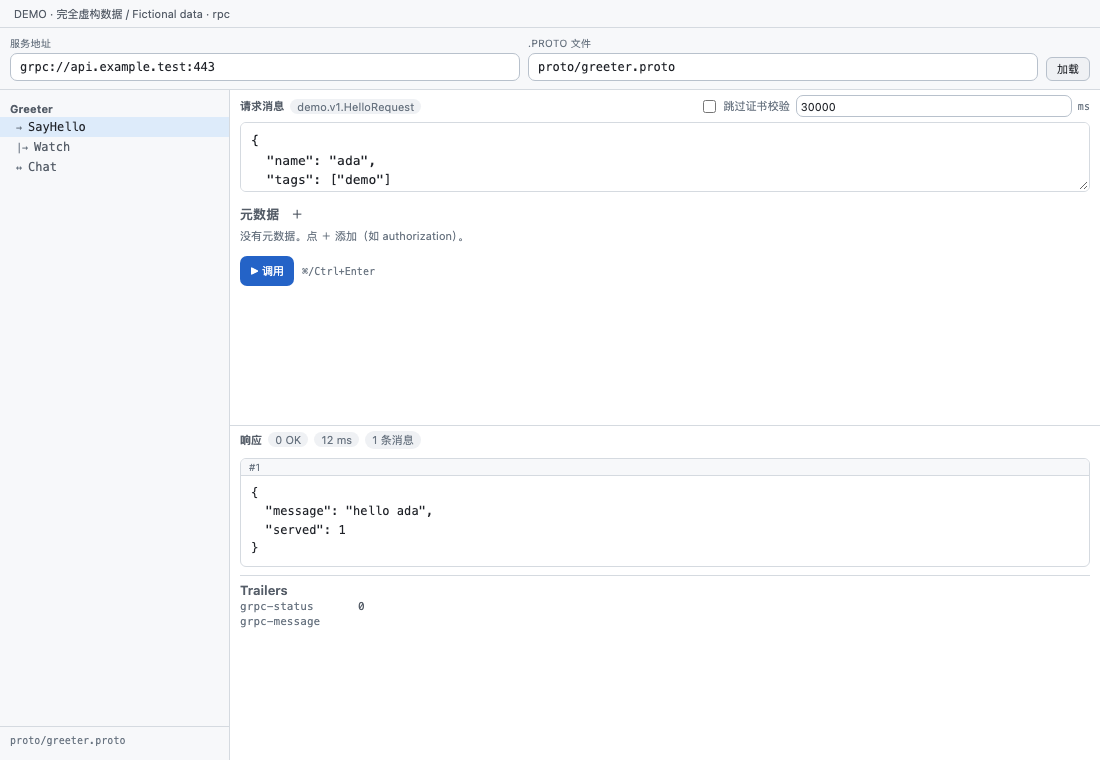 DEMO · 完全虚构数据 / Fictional data · rpc
服务地址
.PROTO 文件
grpc://api.example.test:443
proto/greeter.proto
加载
Greeter
→ SayHello
|→ Watch
↔ Chat
请求消息 demo.v1.HelloRequest
跳过证书校验 30000 ms
{
  "name": "ada",
  "tags": ["demo"]
元数据 +
没有元数据。点 + 添加（如 authorization）。
▶ 调用 ⌘/Ctrl+Enter
响应 0 OK 12 ms 1 条消息
#1
{
  "message": "hello ada",
  "served": 1
}
Trailers
grpc-status 0
grpc-message
proto/greeter.proto